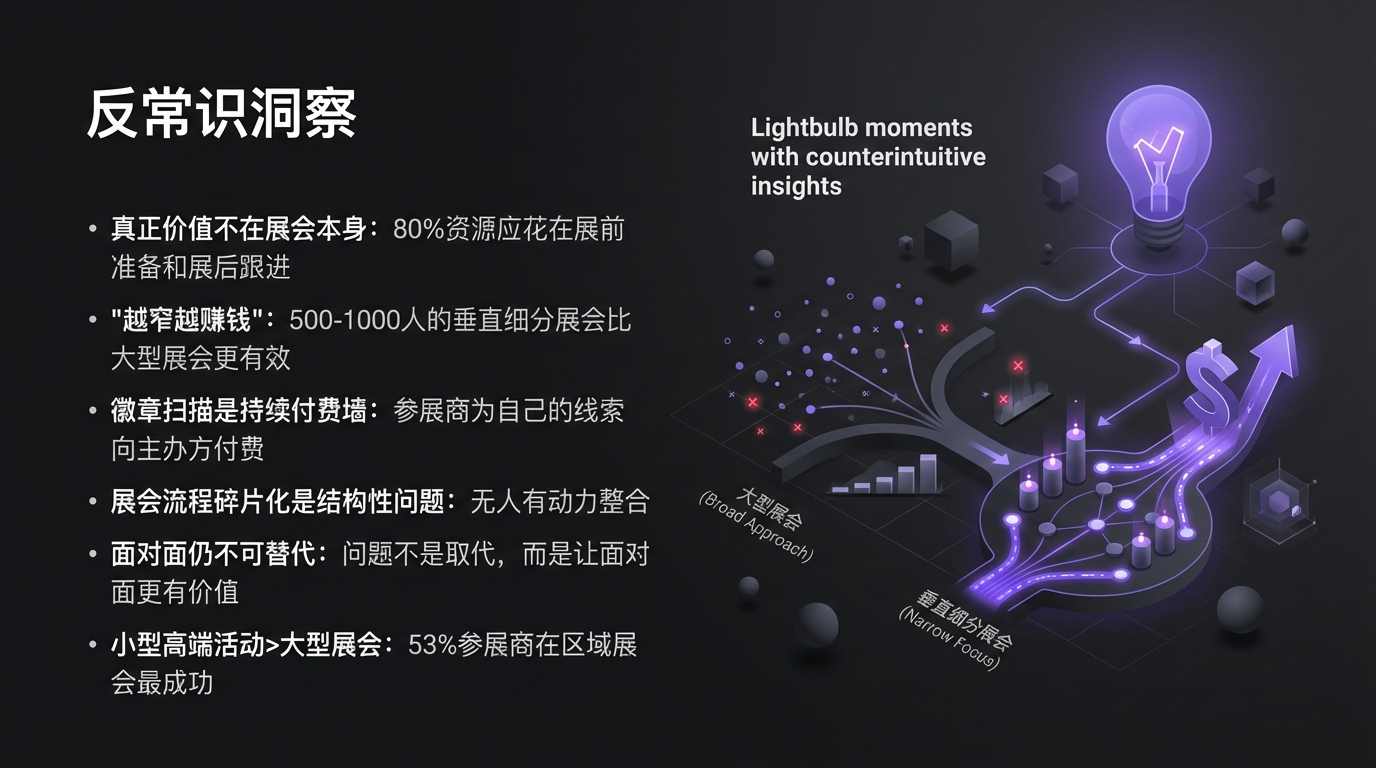 反常识洞察
• 真正价值不在展会本身：80%资源应花在展前
准备和展后跟进
• "越窄越赚钱"：500-1000人的垂直细分展会比
大型展会更有效
• 徽章扫描是持续付费墙：参展商为自己的线索
向主办方付费
• 展会流程碎片化是结构性问题：无人有动力整合
• 面对面仍不可替代：问题不是取代，而是让面对
面更有价值
• 小型高端活动>大型展会：53%参展商在区域展
会最成功
Lightbulb moments
with counterintuitive
insights
大型展会
(Broad Approach)
垂直细分展会
(Narrow Focus)